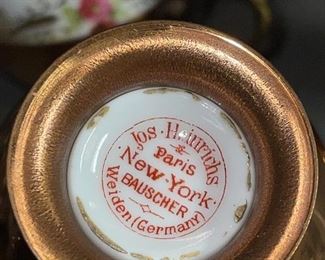 Jos. Heinrichs
&
Paris
New York
BAUSCHER
Weiden (Germany)